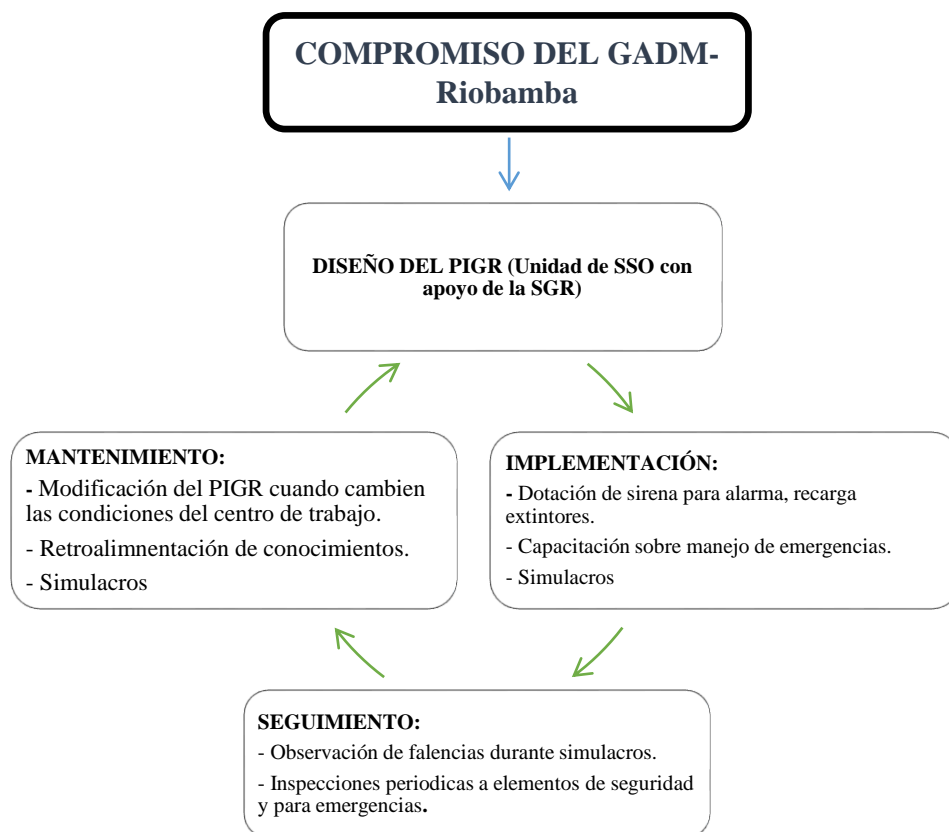 COMPROMISO DEL GADM-
Riobamba
DISEÑO DEL PIGR (Unidad de SSO con
apoyo de la SGR)
MANTENIMIENTO:
- Modificación del PIGR cuando cambien
las condiciones del centro de trabajo.
- Retroalimnentación de conocimientos.
- Simulacros
IMPLEMENTACIÓN:
- Dotación de sirena para alarma, recarga
extintores.
- Capacitación sobre manejo de emergencias.
- Simulacros
SEGUIMIENTO:
- Observación de falencias durante simulacros.
- Inspecciones periodicas a elementos de seguridad
y para emergencias.